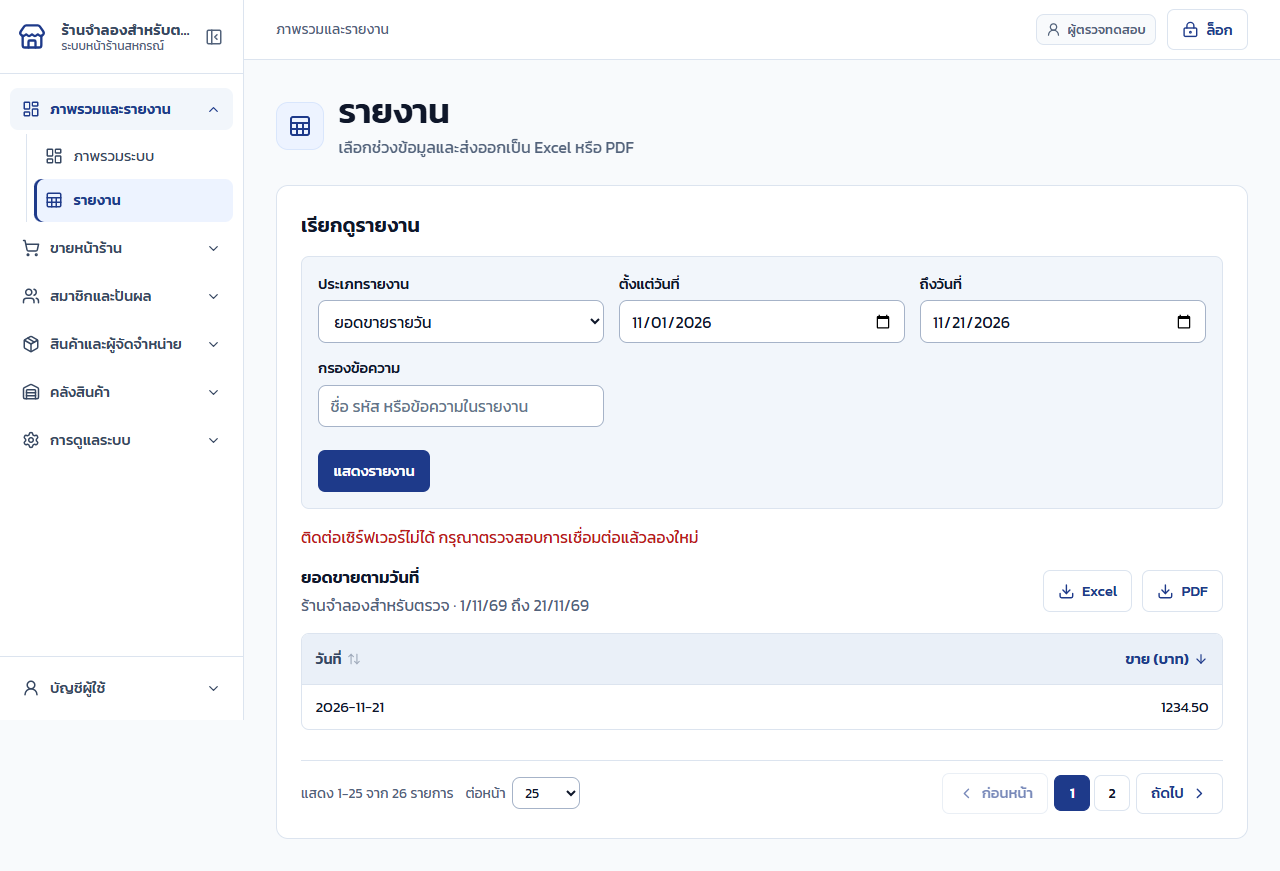 ร้านจำลองสำหรับต...
ระบบหน้าร้านสหกรณ์
ภาพรวมและรายงาน
ผู้ตรวจทดสอบ
ล็อก
ภาพรวมและรายงาน
ภาพรวมระบบ
รายงาน
ขายหน้าร้าน
สมาชิกและปันผล
สินค้าและผู้จัดจำหน่าย
คลังสินค้า
การดูแลระบบ
บัญชีผู้ใช้
รายงาน
เลือกช่วงข้อมูลและส่งออกเป็น Excel หรือ PDF
เรียกดูรายงาน
ประเภทรายงาน
ตั้งแต่วันที่
ถึงวันที่
ยอดขายรายวัน
11/01/2026
11/21/2026
กรองข้อความ
ชื่อ รหัส หรือข้อความในรายงาน
แสดงรายงาน
ติดต่อเซิร์ฟเวอร์ไม่ได้ กรุณาตรวจสอบการเชื่อมต่อแล้วลองใหม่
ยอดขายตามวันที่
ร้านจำลองสำหรับตรวจ · 1/11/69 ถึง 21/11/69
Excel
PDF
วันที่
ขาย (บาท)
2026-11-21
1234.50
แสดง 1-25 จาก 26 รายการ
ต่อหน้า
25
ก่อนหน้า
1
2
ถัดไป